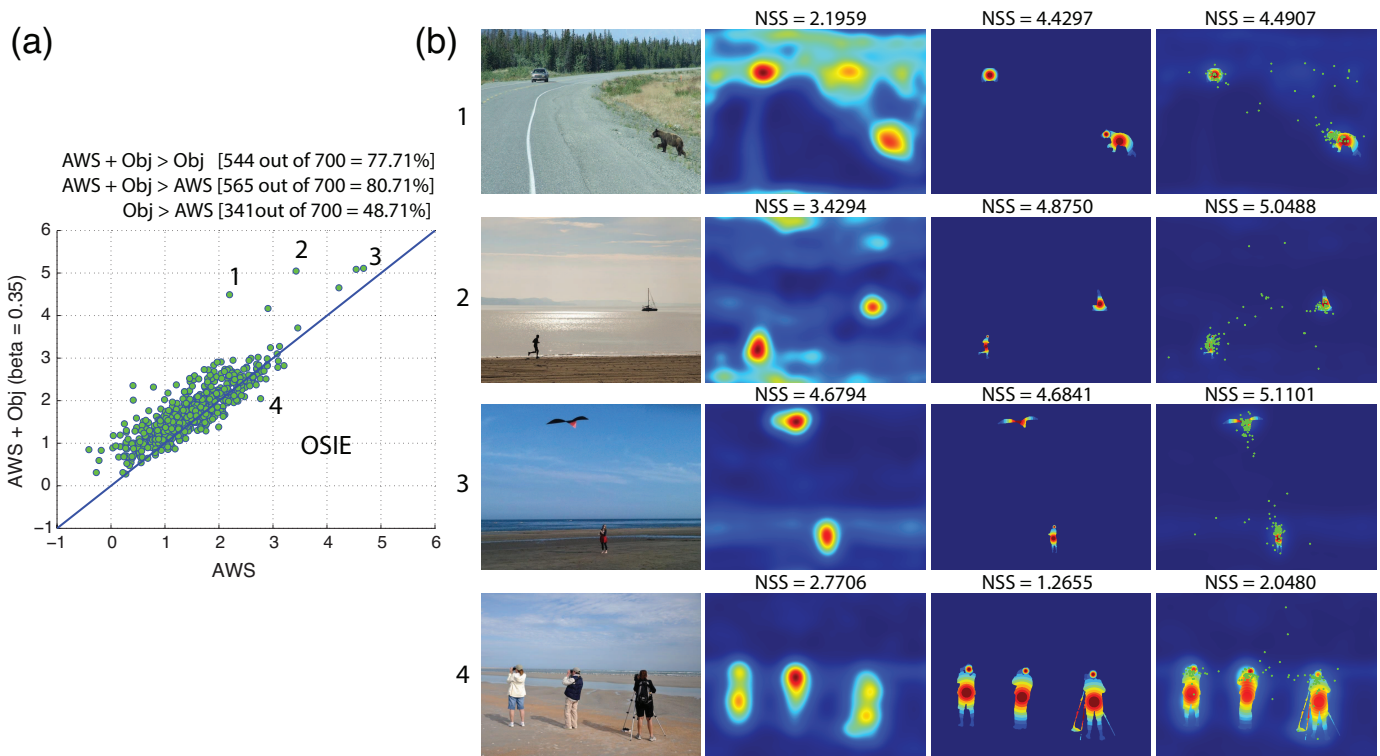 (a)
AWS + Obj > Obj [544 out of 700 = 77.71%]
AWS + Obj > AWS [565 out of 700 = 80.71%]
Obj > AWS [341out of 700 = 48.71%]
6
5
4
3
2
1
0
−1
AWS + Obj (beta = 0.35)
1
2
3
4
OSIE
−1 0 1 2 3 4 5 6
AWS
(b)
NSS = 2.1959 NSS = 4.4297 NSS = 4.4907
1
NSS = 3.4294 NSS = 4.8750 NSS = 5.0488
2
NSS = 4.6794 NSS = 4.6841 NSS = 5.1101
3
NSS = 2.7706 NSS = 1.2655 NSS = 2.0480
4